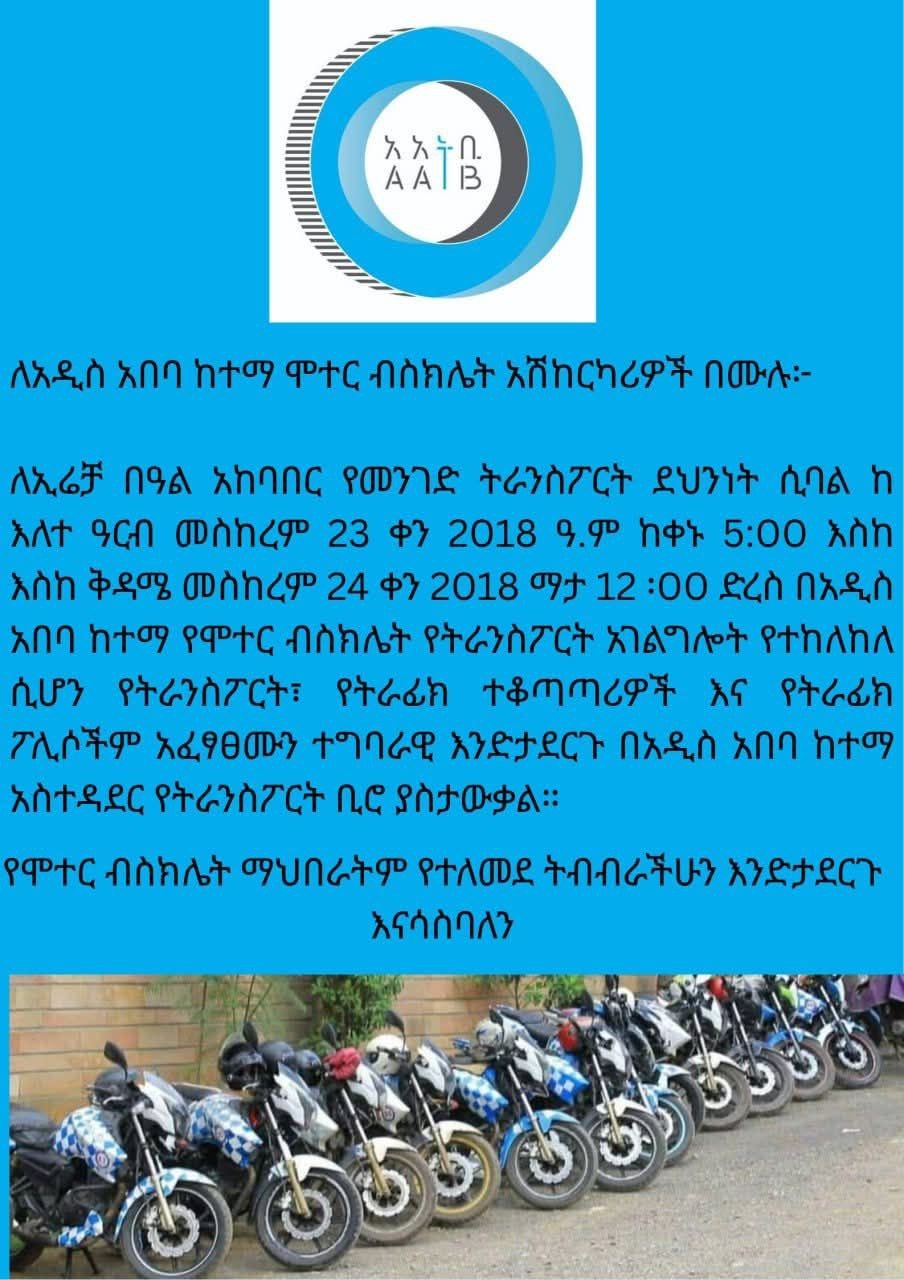 አ አ ት ቢ
A A T B
ለአዲስ አበባ ከተማ ሞተር ብስክሌት አሽከርካሪዎች በሙሉ፡-
ለኢሬቻ በዓል አከባበር የመንገድ ትራንስፖርት ደህንነት ሲባል ከ
እለተ ዓርብ መስከረም 23 ቀን 2018 ዓ.ም ከቀኑ 5:00 እስከ
እስከ ቅዳሜ መስከረም 24 ቀን 2018 ማታ 12 ፡00 ድረስ በአዲስ
አበባ ከተማ የሞተር ብስክሌት የትራንስፖርት አገልግሎት የተከለከለ
ሲሆን የትራንስፖርት፣ የትራፊክ ተቆጣጣሪዎች እና የትራፊክ
ፖሊሶችም አፈፃፀሙን ተግባራዊ እንድታደርጉ በአዲስ አበባ ከተማ
አስተዳደር የትራንስፖርት ቢሮ ያስታውቃል።
የሞተር ብስክሌት ማህበራትም የተለመደ ትብብራችሁን እንድታደርጉ
እናሳስባለን